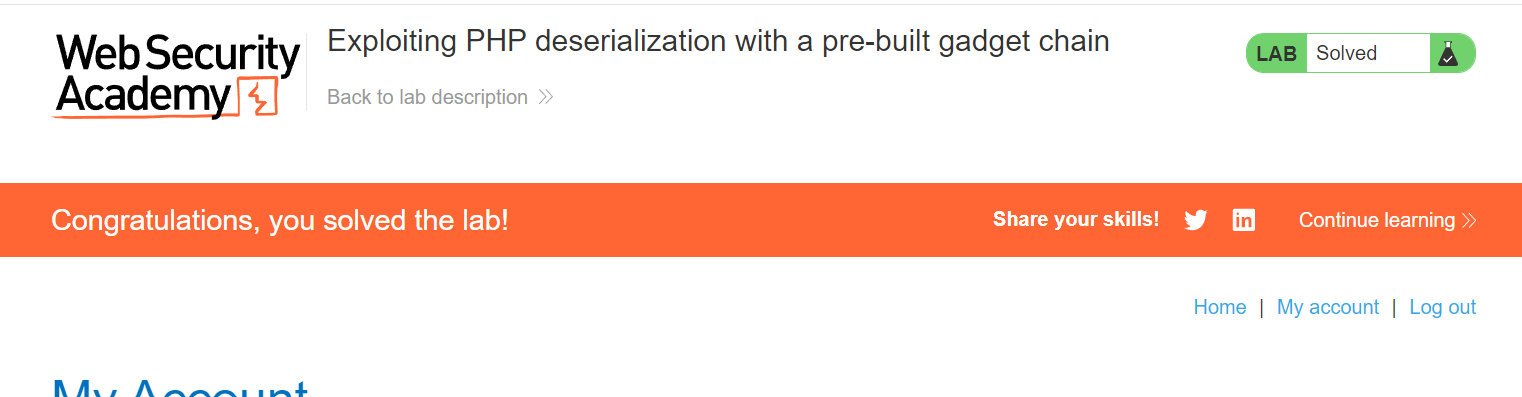 Web Security
Academy
Exploiting PHP deserialization with a pre-built gadget chain
Back to lab description
LAB Solved
Congratulations, you solved the lab!
Share your skills!
Continue learning
Home | My account | Log out
My Account